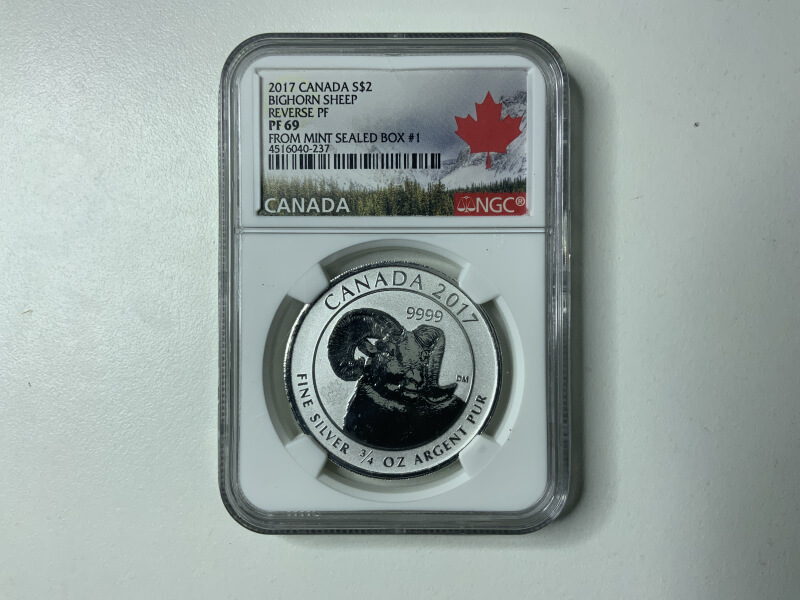 2017 CANADA S$2
BIGHORN SHEEP
REVERSE PF
PF 69
FROM MINT SEALED BOX #1
4516040-237
CANADA
NGC®
CANADA 2017
9999
DM
FINE SILVER 3/4 OZ ARGENT PUR